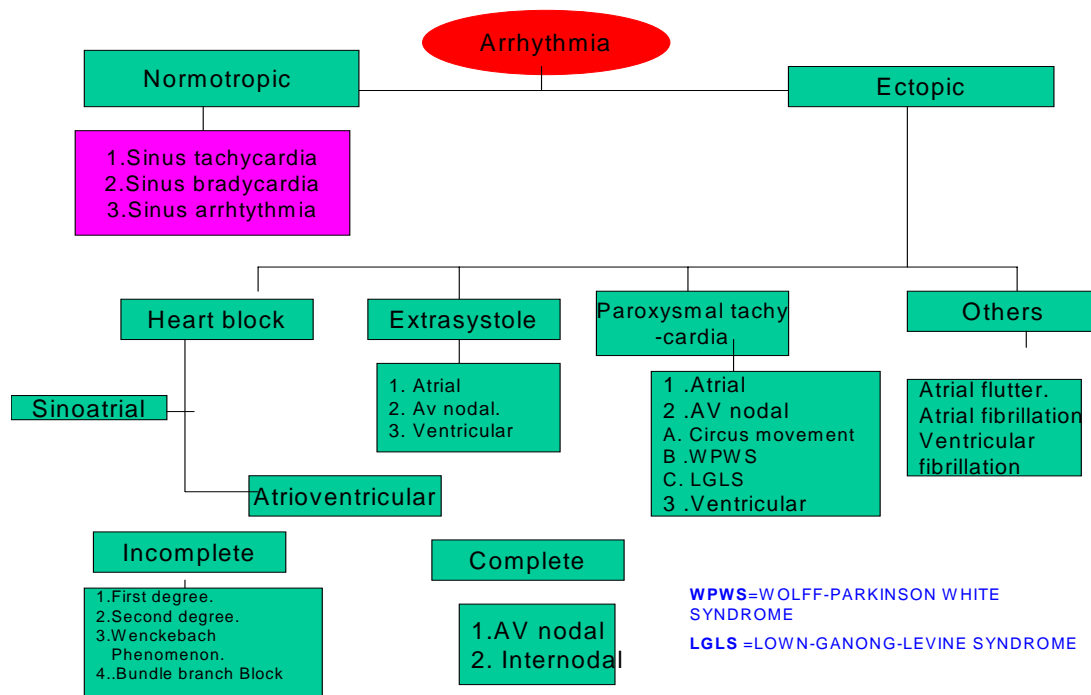 Arrhythmia
Normotropic
Ectopic
1.Sinus tachycardia
2.Sinus bradycardia
3.Sinus arrhtythmia
Heart block
Extrasystole
Paroxysmal tachy
-cardia
Others
Sinoatrial
1. Atrial
2. Av nodal.
3. Ventricular
1 .Atrial
2 .AV nodal
A. Circus movement
B .WPWS
C. LGLS
3 .Ventricular
Atrial flutter.
Atrial fibrillation
Ventricular
fibrillation
Atrioventricular
Incomplete
Complete
1.First degree.
2.Second degree.
3.Wenckebach
Phenomenon.
4..Bundle branch Block
1.AV nodal
2. Internodal
WPWS=WOLFF-PARKINSON WHITE
SYNDROME
LGLS =LOWN-GANONG-LEVINE SYNDROME